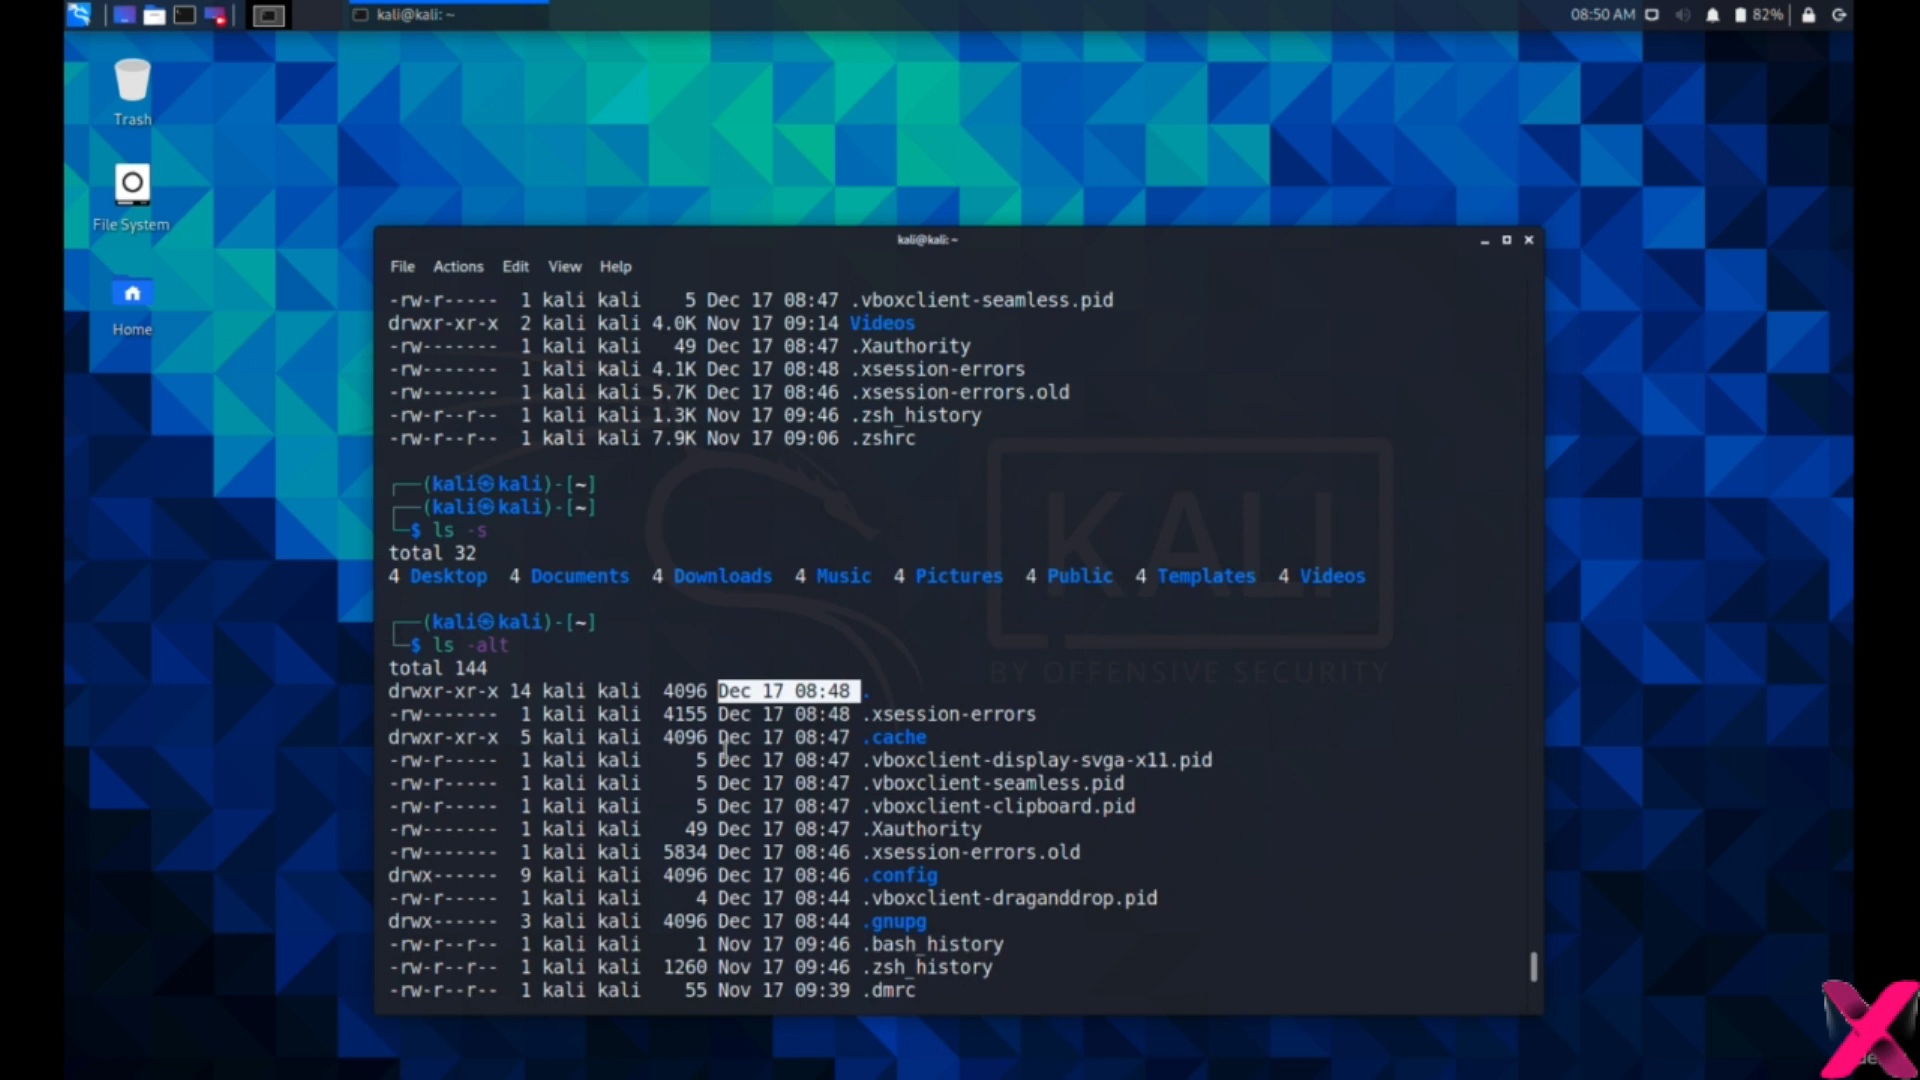 kali@kali: ~
08:50 AM
82%
Trash
File System
Home
kali@kali: ~
File Actions Edit View Help
-rw-r----- 1 kali kali 5 Dec 17 08:47 .vboxclient-seamless.pid
drwxr-xr-x 2 kali kali 4.0K Nov 17 09:14 Videos
-rw------- 1 kali kali 49 Dec 17 08:47 .Xauthority
-rw------- 1 kali kali 4.1K Dec 17 08:48 .xsession-errors
-rw------- 1 kali kali 5.7K Dec 17 08:46 .xsession-errors.old
-rw-r--r-- 1 kali kali 1.3K Nov 17 09:46 .zsh_history
-rw-r--r-- 1 kali kali 7.9K Nov 17 09:06 .zshrc
┌──(kali㉿kali)-[~]
┌──(kali㉿kali)-[~]
└─$ ls -s
total 32
4 Desktop 4 Documents 4 Downloads 4 Music 4 Pictures 4 Public 4 Templates 4 Videos
┌──(kali㉿kali)-[~]
└─$ ls -alt
total 144
drwxr-xr-x 14 kali kali 4096 Dec 17 08:48 .
-rw------- 1 kali kali 4155 Dec 17 08:48 .xsession-errors
drwxr-xr-x 5 kali kali 4096 Dec 17 08:47 .cache
-rw-r----- 1 kali kali 5 Dec 17 08:47 .vboxclient-display-svga-x11.pid
-rw-r----- 1 kali kali 5 Dec 17 08:47 .vboxclient-seamless.pid
-rw-r----- 1 kali kali 5 Dec 17 08:47 .vboxclient-clipboard.pid
-rw------- 1 kali kali 49 Dec 17 08:47 .Xauthority
-rw------- 1 kali kali 5834 Dec 17 08:46 .xsession-errors.old
drwx------ 9 kali kali 4096 Dec 17 08:46 .config
-rw-r----- 1 kali kali 4 Dec 17 08:44 .vboxclient-draganddrop.pid
drwx------ 3 kali kali 4096 Dec 17 08:44 .gnupg
-rw-r--r-- 1 kali kali 1 Nov 17 09:46 .bash_history
-rw-r--r-- 1 kali kali 1260 Nov 17 09:46 .zsh_history
-rw-r--r-- 1 kali kali 55 Nov 17 09:39 .dmrc
KALI
BY OFFENSIVE SECURITY
X